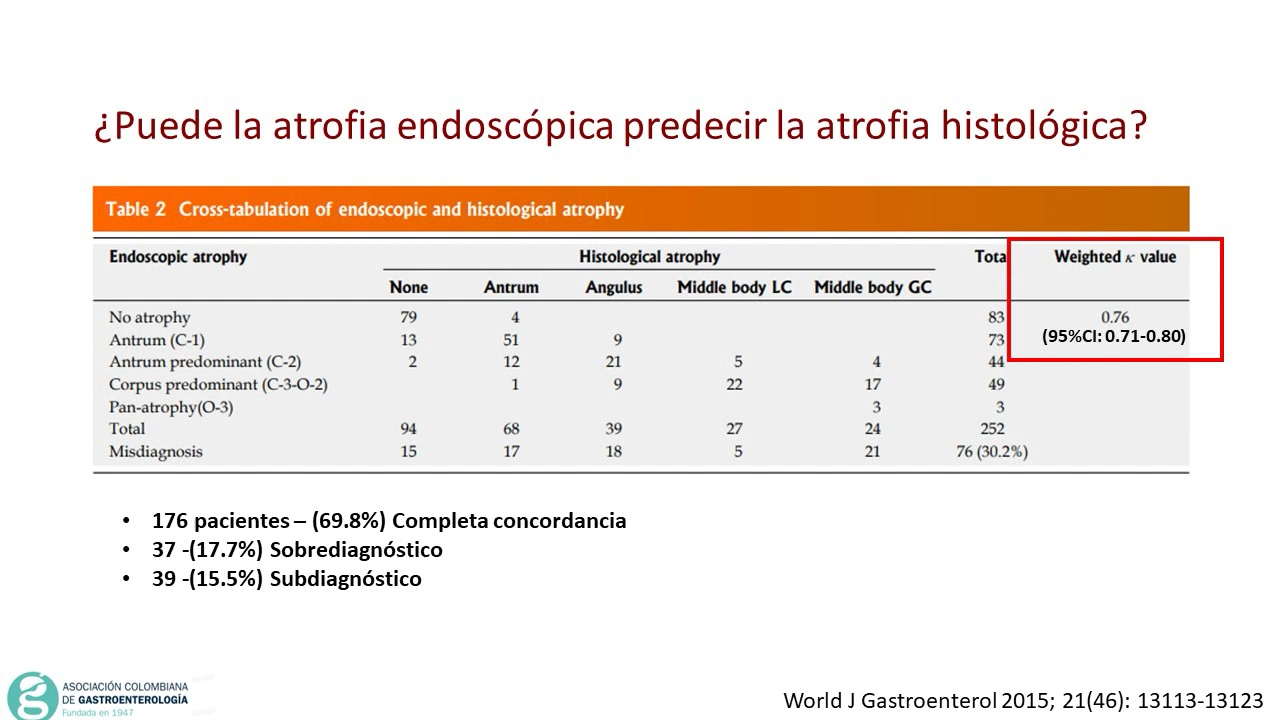 ¿Puede la atrofia endoscópica predecir la atrofia histológica?
Table 2 Cross-tabulation of endoscopic and histological atrophy
Endoscopic atrophy Histological atrophy Tota Weighted κ value
None Antrum Angulus Middle body LC Middle body GC
No atrophy 79 4 83 0.76
(95%CI: 0.71-0.80)
Antrum (C-1) 13 51 9 73
Antrum predominant (C-2) 2 12 21 5 4 44
Corpus predominant (C-3-O-2) 1 9 22 17 49
Pan-atrophy(O-3) 3 3
Total 94 68 39 27 24 252
Misdiagnosis 15 17 18 5 21 76 (30.2%)
• 176 pacientes – (69.8%) Completa concordancia
• 37 -(17.7%) Sobrediagnóstico
• 39 -(15.5%) Subdiagnóstico
ASOCIACIÓN COLOMBIANA
DE GASTROENTEROLOGÍA
Fundada en 1947
World J Gastroenterol 2015; 21(46): 13113-13123